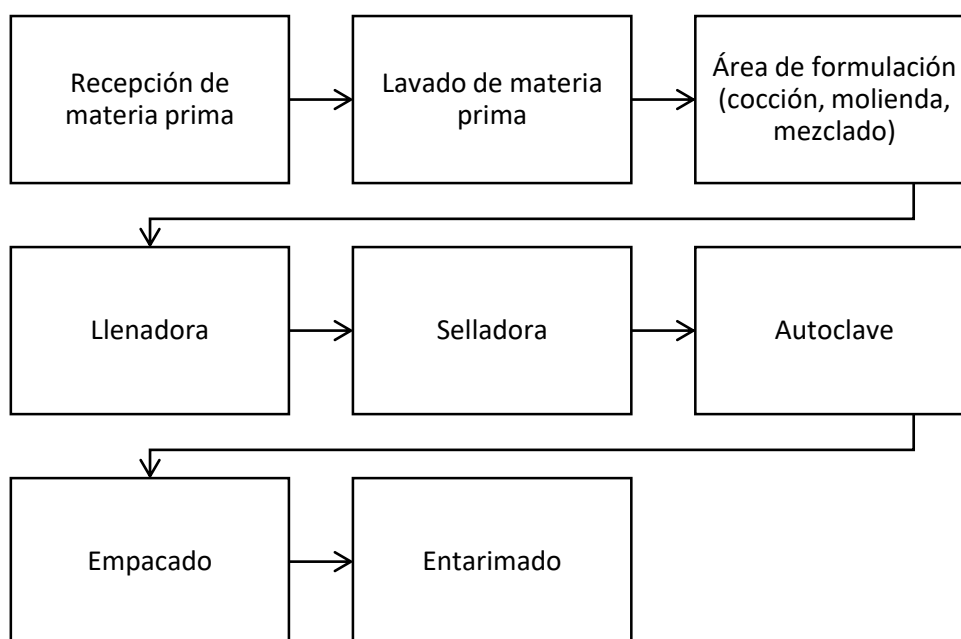 Recepción de
materia prima
Lavado de materia
prima
Área de formulación
(cocción, molienda,
mezclado)
Llenadora
Selladora
Autoclave
Empacado
Entarimado